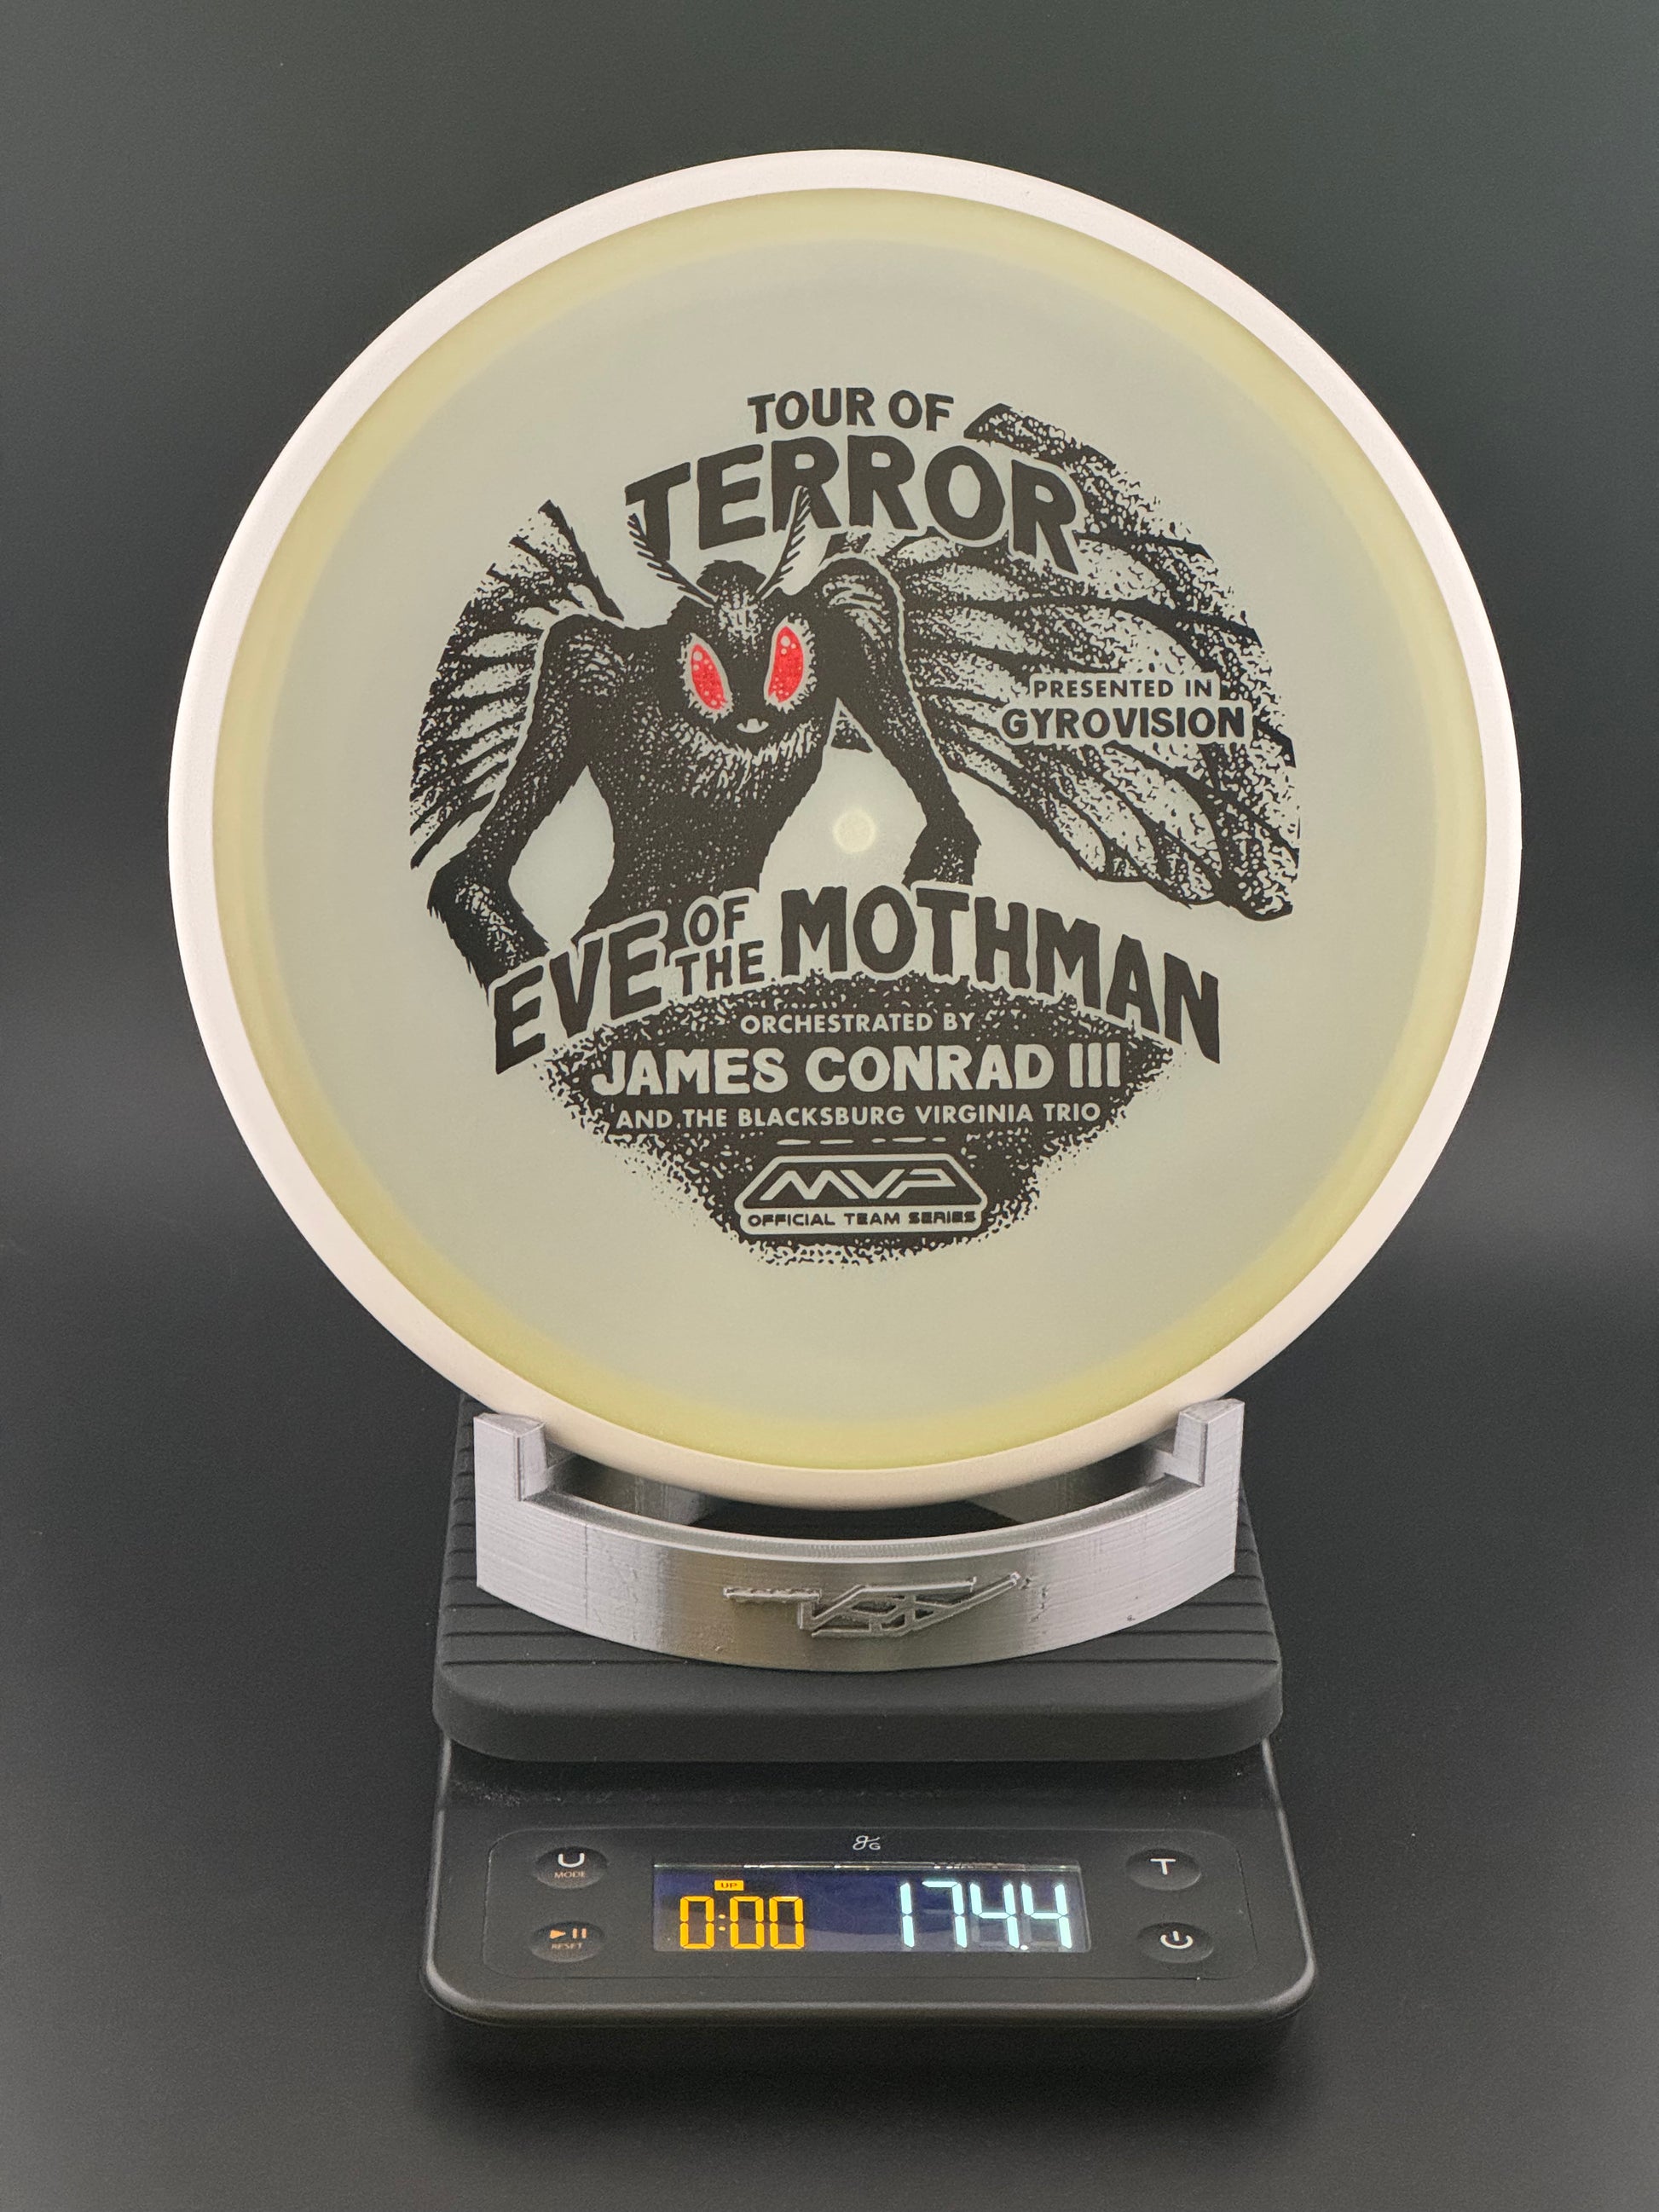 TOUR OF
TERROR
PRESENTED IN
GYROVISION
EVE OF THE MOTHMAN
ORCHESTRATED BY
JAMES CONRAD III
AND THE BLACKSBURG VIRGINIA TRIO
MVP
OFFICIAL TEAM SERIES
MODE
UP
0:00
174.4
T
RESET